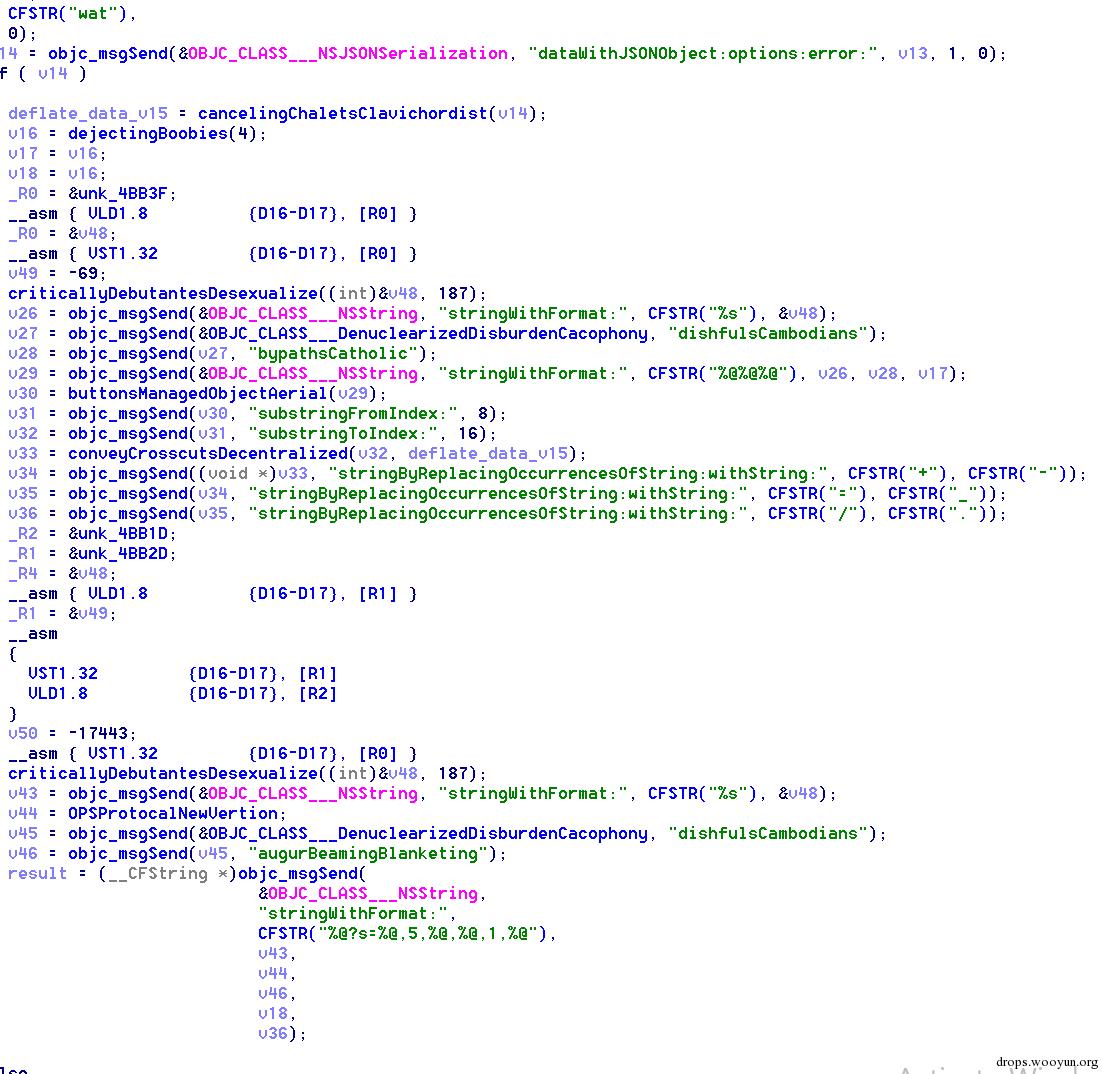 CFSTR("wat"),
0);
14 = objc_msgSend(&OBJC_CLASS___NSJSONSerialization, "dataWithJSONObject:options:error:", v13, 1, 0);
f ( v14 )
deflate_data_v15 = cancelingChaletsClavichordist(v14);
v16 = dejectingBoobies(4);
v17 = v16;
v18 = v16;
_R0 = &unk_4BB3F;
__asm { VLD1.8 {D16-D17}, [R0] }
_R0 = &v48;
__asm { VST1.32 {D16-D17}, [R0] }
v49 = -69;
criticallyDebutantesDesexualize((int)&v48, 187);
v26 = objc_msgSend(&OBJC_CLASS___NSString, "stringWithFormat:", CFSTR("%s"), &v48);
v27 = objc_msgSend(&OBJC_CLASS___DenuclearizedDisburdenCacophony, "dishfulsCambodians");
v28 = objc_msgSend(v27, "bypathsCatholic");
v29 = objc_msgSend(&OBJC_CLASS___NSString, "stringWithFormat:", CFSTR("%@%@%@"), v26, v28, v17);
v30 = buttonsManagedObjectAerial(v29);
v31 = objc_msgSend(v30, "substringFromIndex:", 8);
v32 = objc_msgSend(v31, "substringToIndex:", 16);
v33 = conveyCrosscutsDecentralized(v32, deflate_data_v15);
v34 = objc_msgSend((void *)v33, "stringByReplacingOccurrencesOfString:withString:", CFSTR("+"), CFSTR("-"));
v35 = objc_msgSend(v34, "stringByReplacingOccurrencesOfString:withString:", CFSTR("="), CFSTR("_"));
v36 = objc_msgSend(v35, "stringByReplacingOccurrencesOfString:withString:", CFSTR("/"), CFSTR("."));
_R2 = &unk_4BB1D;
_R1 = &unk_4BB2D;
_R4 = &v48;
__asm { VLD1.8 {D16-D17}, [R1] }
_R1 = &v49;
__asm
{
VST1.32 {D16-D17}, [R1]
VLD1.8 {D16-D17}, [R2]
}
v50 = -17443;
__asm { VST1.32 {D16-D17}, [R0] }
criticallyDebutantesDesexualize((int)&v48, 187);
v43 = objc_msgSend(&OBJC_CLASS___NSString, "stringWithFormat:", CFSTR("%s"), &v48);
v44 = OPSProtocalNewVertion;
v45 = objc_msgSend(&OBJC_CLASS___DenuclearizedDisburdenCacophony, "dishfulsCambodians");
v46 = objc_msgSend(v45, "augurBeamingBlanketing");
result = (__CFString *)objc_msgSend(
&OBJC_CLASS___NSString,
"stringWithFormat:",
CFSTR("%@?s=%@,5,%@,%@,1,%@"),
v43,
v44,
v46,
v18,
v36);
drops.wooyun.org